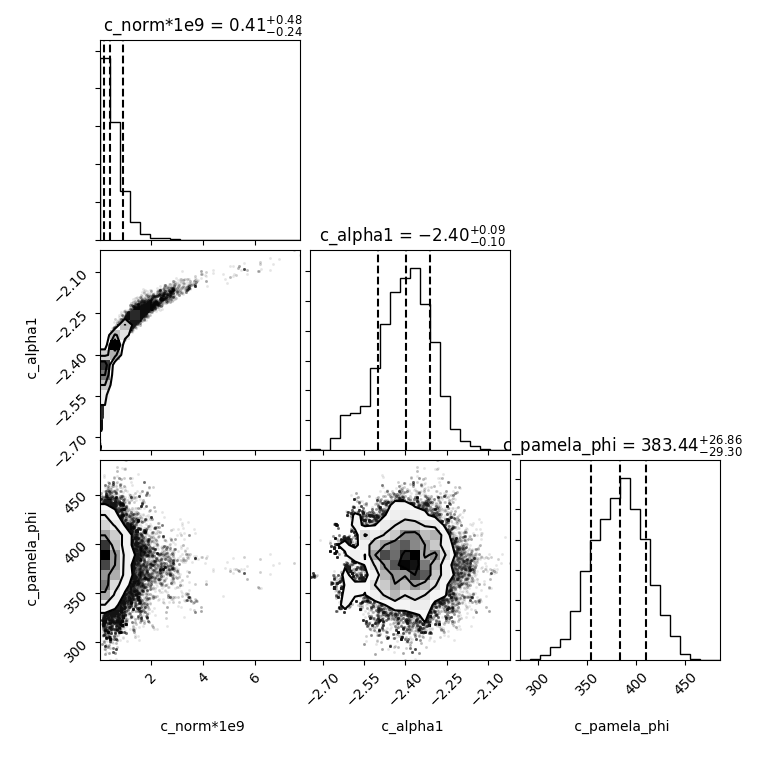 c_norm*1e9 = 0.41+0.48−0.24
c_alpha1 = −2.40+0.09−0.10
c_pamela_phi = 383.44+26.86−29.30
c_alpha1
−2.10
−2.25
−2.40
−2.55
−2.70
c_pamela_phi
450
400
350
300
2
4
6
c_norm*1e9
−2.70
−2.55
−2.40
−2.25
−2.10
c_alpha1
300
350
400
450
c_pamela_phi